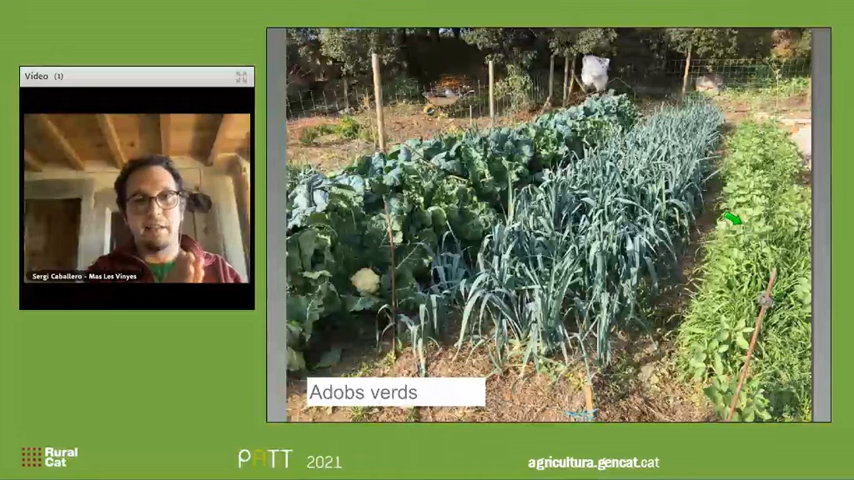 Vídeo (1)
Sergi Caballero - Mas Les Vinyes
Adobs verds
Rural
Cat
PATT 2021
agricultura.gencat.cat